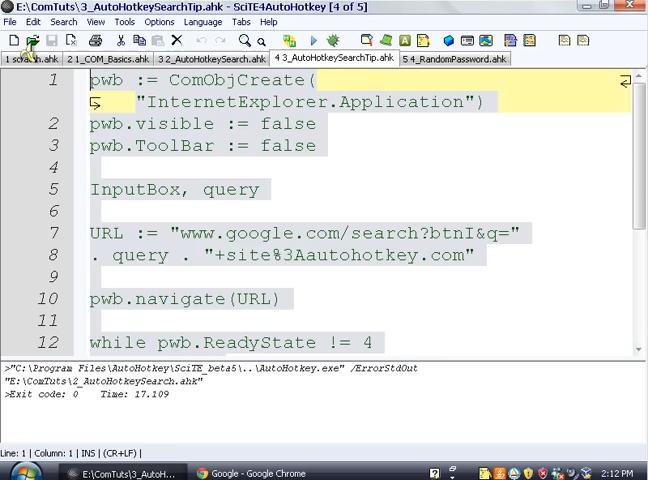 E:\ComTuts\3_AutoHotkeySearchTip.ahk - SciTE4AutoHotkey [4 of 5]
File Edit Search View Tools Options Language Tabs Help
1 scratch.ahk 2 1_COM_Basics.ahk 3 2_AutoHotkeySearch.ahk 4 3_AutoHotkeySearchTip.ahk 5 4_RandomPassword.ahk
1 pwb := ComObjCreate(
"InternetExplorer.Application")
2 pwb.visible := false
3 pwb.ToolBar := false
4
5 InputBox, query
6
7 URL := "www.google.com/search?btnI&q="
8 . query . "+site%3Aautohotkey.com"
9
10 pwb.navigate(URL)
11
12 while pwb.ReadyState != 4
>"C:\Program Files\AutoHotkey\SciTE_beta5\..\AutoHotkey.exe" /ErrorStdOut
"E:\ComTuts\2_AutoHotkeySearch.ahk"
>Exit code: 0 Time: 17.109
Line: 1 | Column: 1 | INS | (CR+LF) |
E:\ComTuts\3_AutoH... Google - Google Chrome 2:12 PM